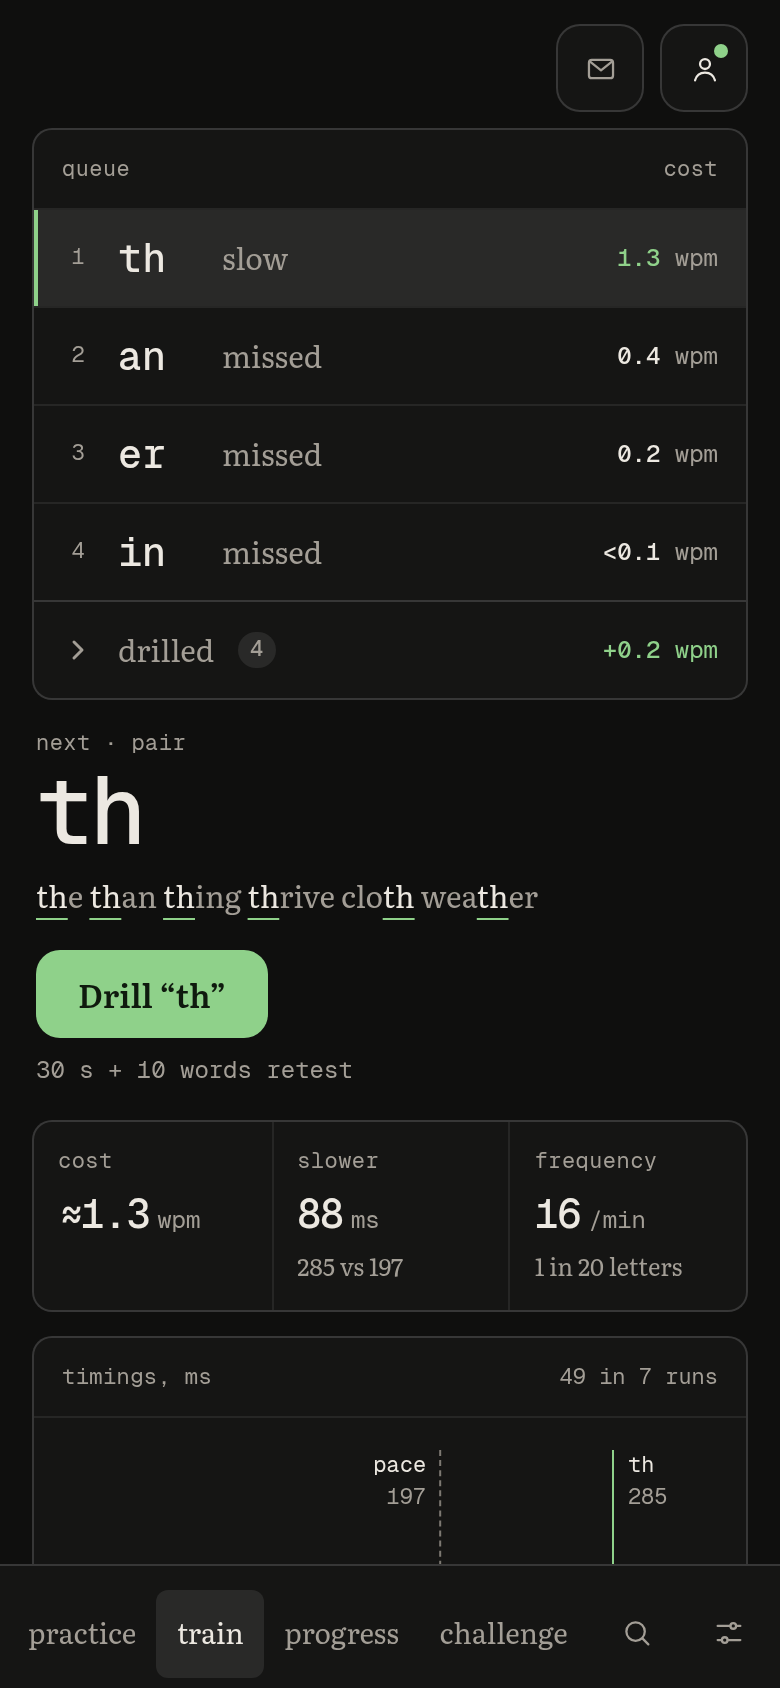 queue cost
1 th slow 1.3 wpm
2 an missed 0.4 wpm
3 er missed 0.2 wpm
4 in missed <0.1 wpm
drilled 4 +0.2 wpm
next · pair
th
the than thing thrive cloth weather
Drill “th”
30 s + 10 words retest
cost slower frequency
≈1.3 wpm 88 ms 16 /min
285 vs 197 1 in 20 letters
timings, ms 49 in 7 runs
pace th
197 285
practice train progress challenge